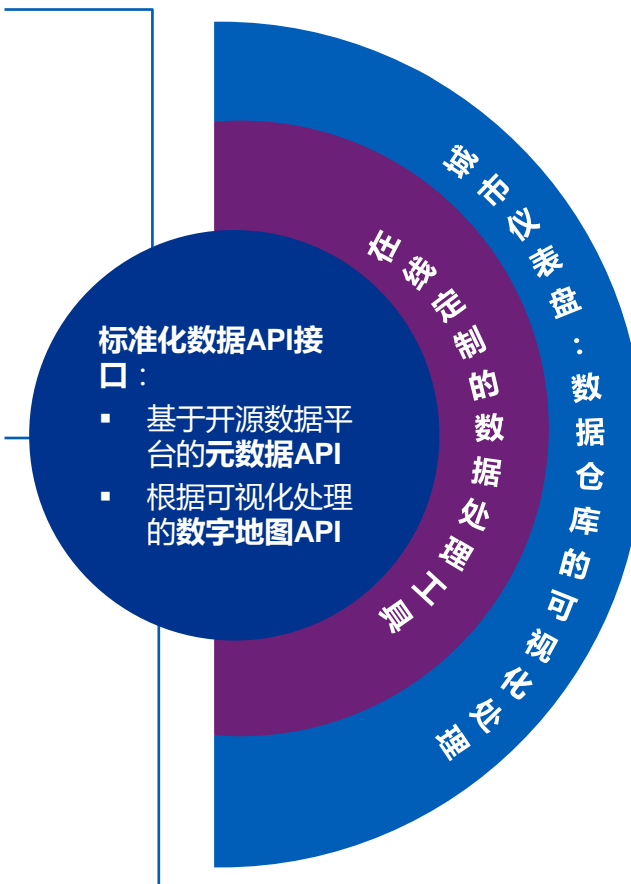 标准化数据API接
口：
▪ 基于开源数据平
台的元数据API
▪ 根据可视化处理
的数字地图API
在线定制的数据处理工具
城市仪表盘：数据仓库的可视化处理